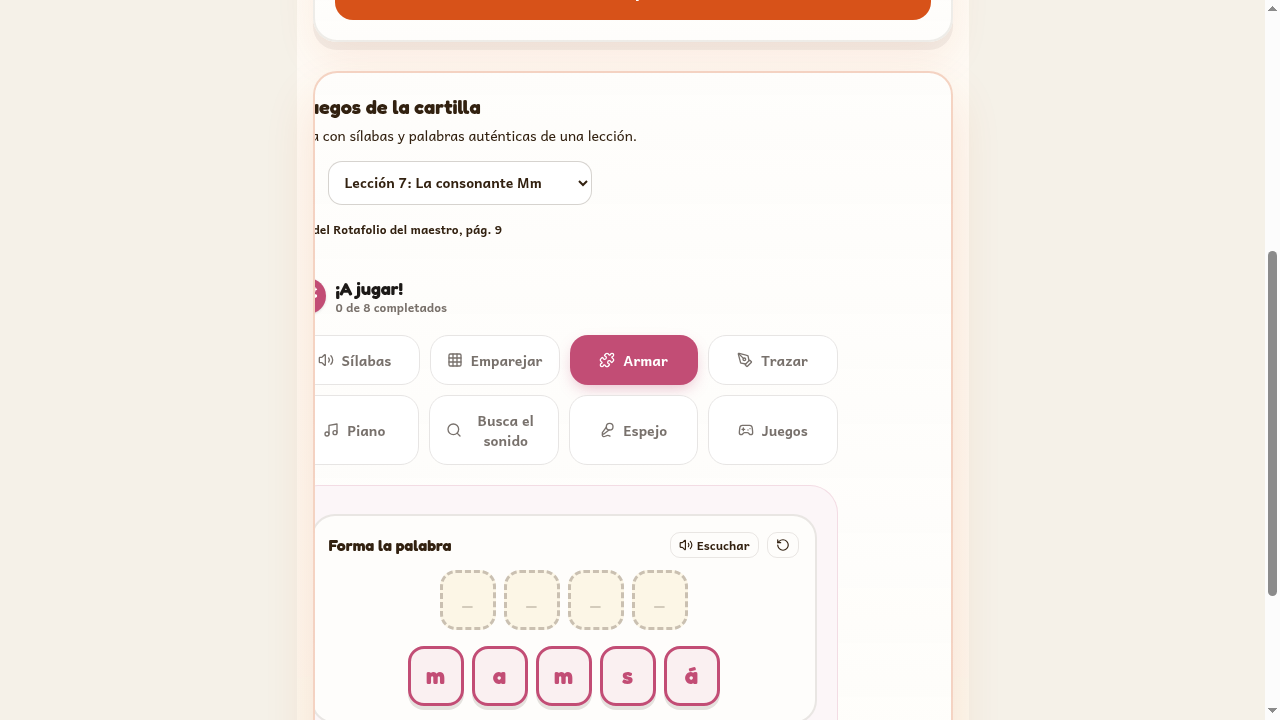 uegos de la cartilla
a con sílabas y palabras auténticas de una lección.
Lección 7: La consonante Mm
del Rotafolio del maestro, pág. 9
¡A jugar!
0 de 8 completados
Sílabas
Emparejar
Armar
Trazar
Piano
Busca el
sonido
Espejo
Juegos
Forma la palabra
Escuchar
_ _ _ _
m a m s á